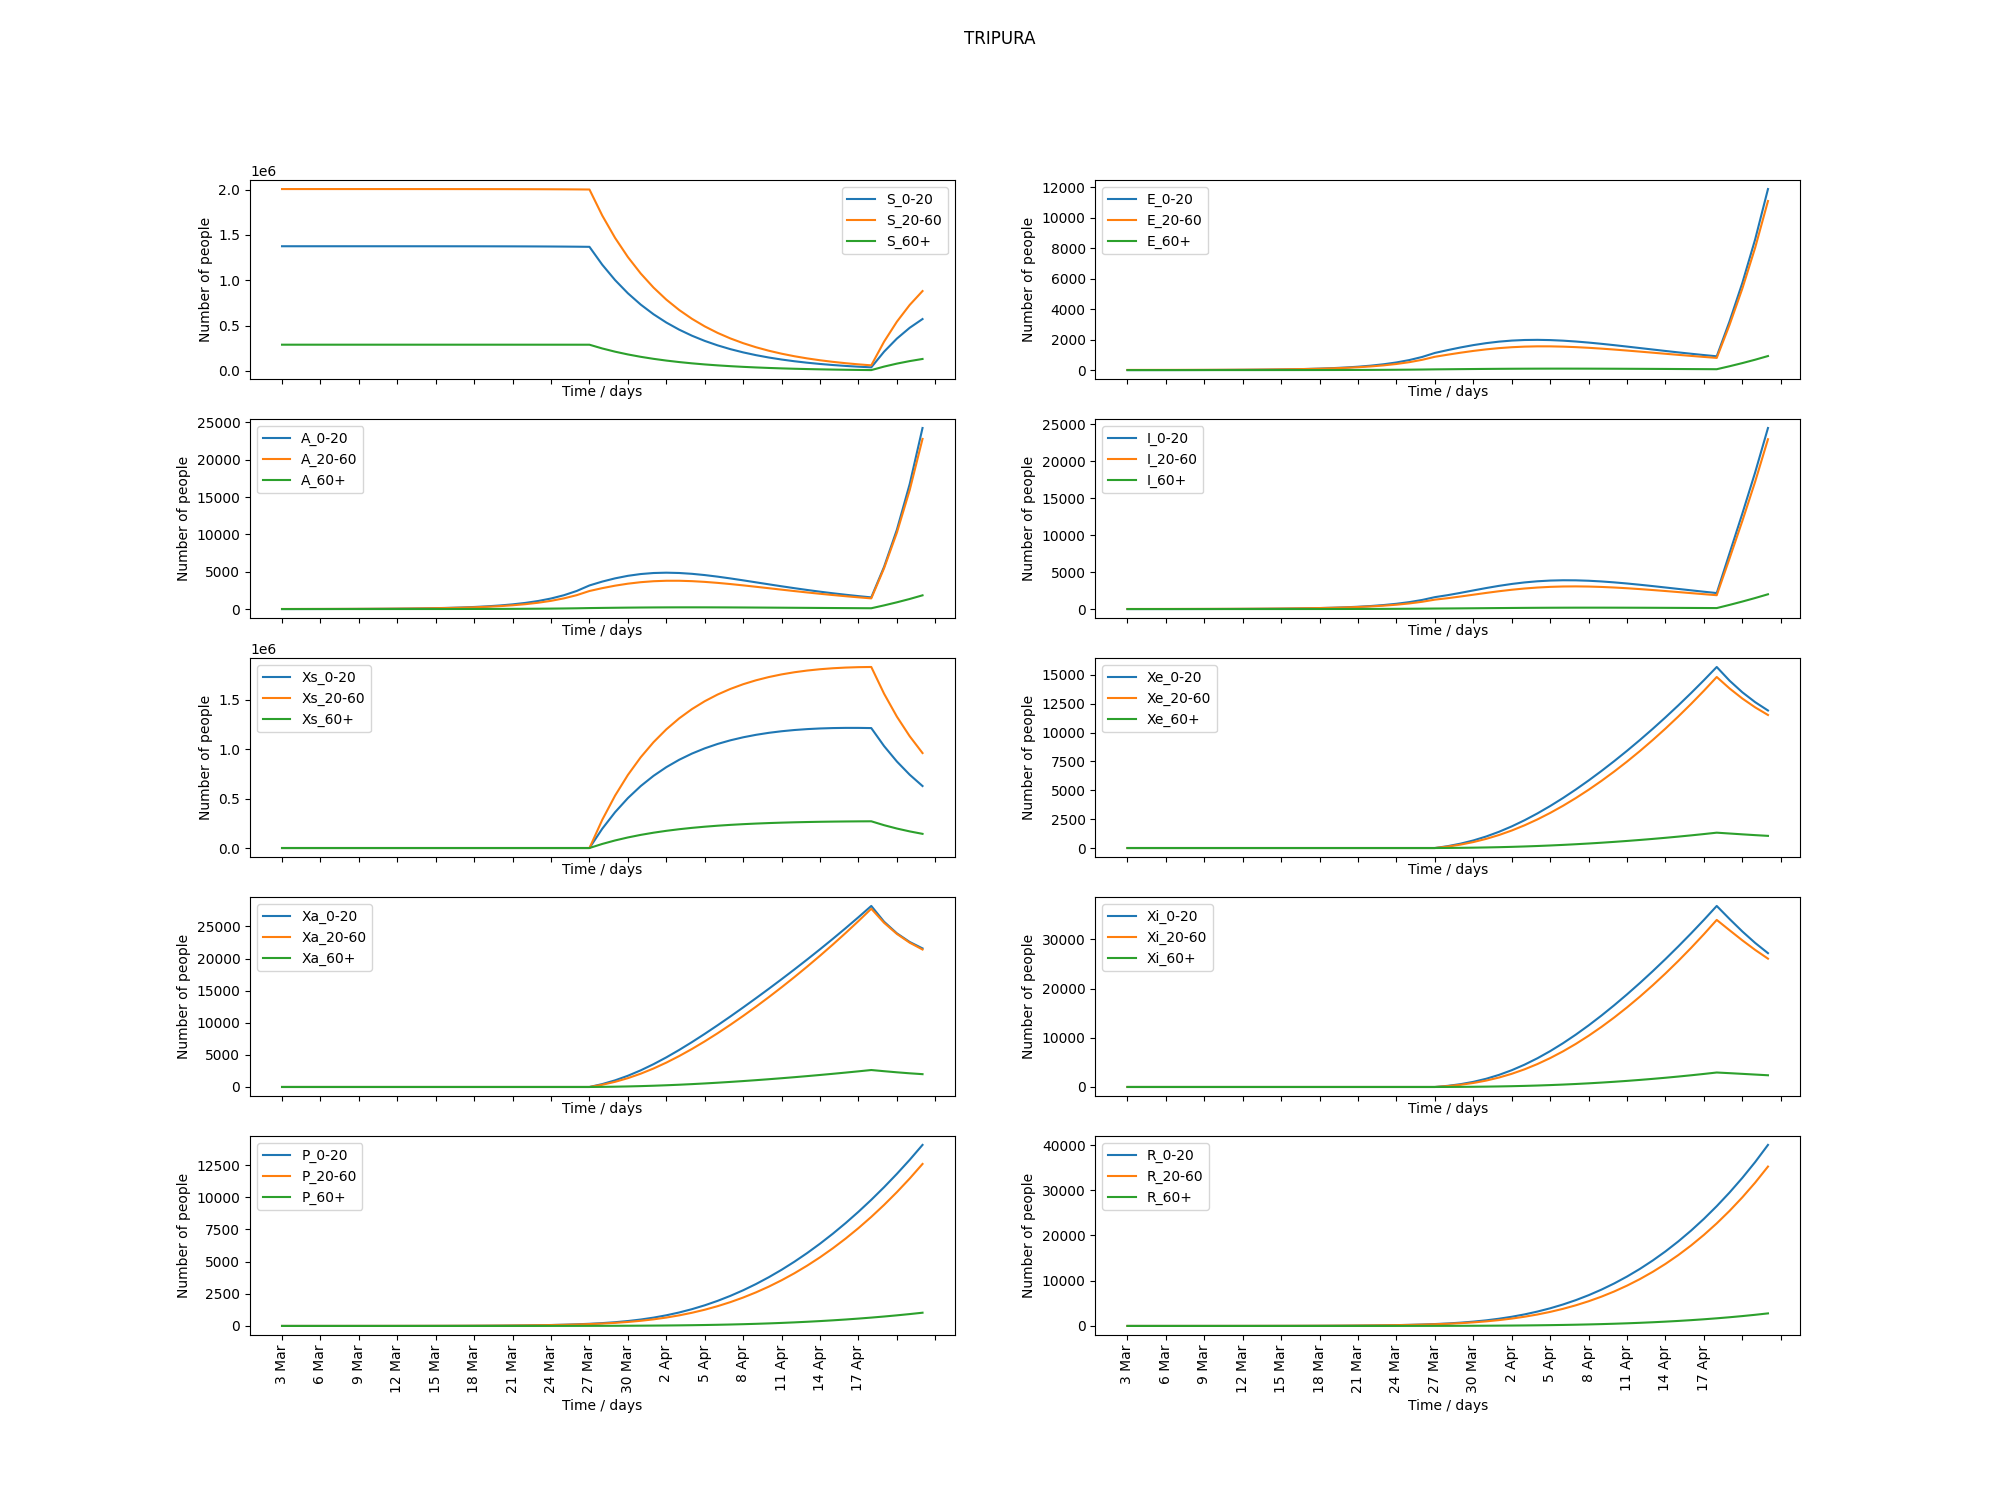 TRIPURA
1e6
2.0
1.5
1.0
0.5
0.0
Number of people
S_0-20
S_20-60
S_60+
Time / days
12000
10000
8000
6000
4000
2000
0
Number of people
E_0-20
E_20-60
E_60+
Time / days
25000
20000
15000
10000
5000
0
Number of people
A_0-20
A_20-60
A_60+
Time / days
25000
20000
15000
10000
5000
0
Number of people
I_0-20
I_20-60
I_60+
Time / days
1e6
1.5
1.0
0.5
0.0
Number of people
Xs_0-20
Xs_20-60
Xs_60+
Time / days
15000
12500
10000
7500
5000
2500
0
Number of people
Xe_0-20
Xe_20-60
Xe_60+
Time / days
25000
20000
15000
10000
5000
0
Number of people
Xa_0-20
Xa_20-60
Xa_60+
Time / days
30000
20000
10000
0
Number of people
Xi_0-20
Xi_20-60
Xi_60+
Time / days
12500
10000
7500
5000
2500
0
Number of people
P_0-20
P_20-60
P_60+
3 Mar
6 Mar
9 Mar
12 Mar
15 Mar
18 Mar
21 Mar
24 Mar
27 Mar
30 Mar
2 Apr
5 Apr
8 Apr
11 Apr
14 Apr
17 Apr
Time / days
40000
30000
20000
10000
0
Number of people
R_0-20
R_20-60
R_60+
3 Mar
6 Mar
9 Mar
12 Mar
15 Mar
18 Mar
21 Mar
24 Mar
27 Mar
30 Mar
2 Apr
5 Apr
8 Apr
11 Apr
14 Apr
17 Apr
Time / days